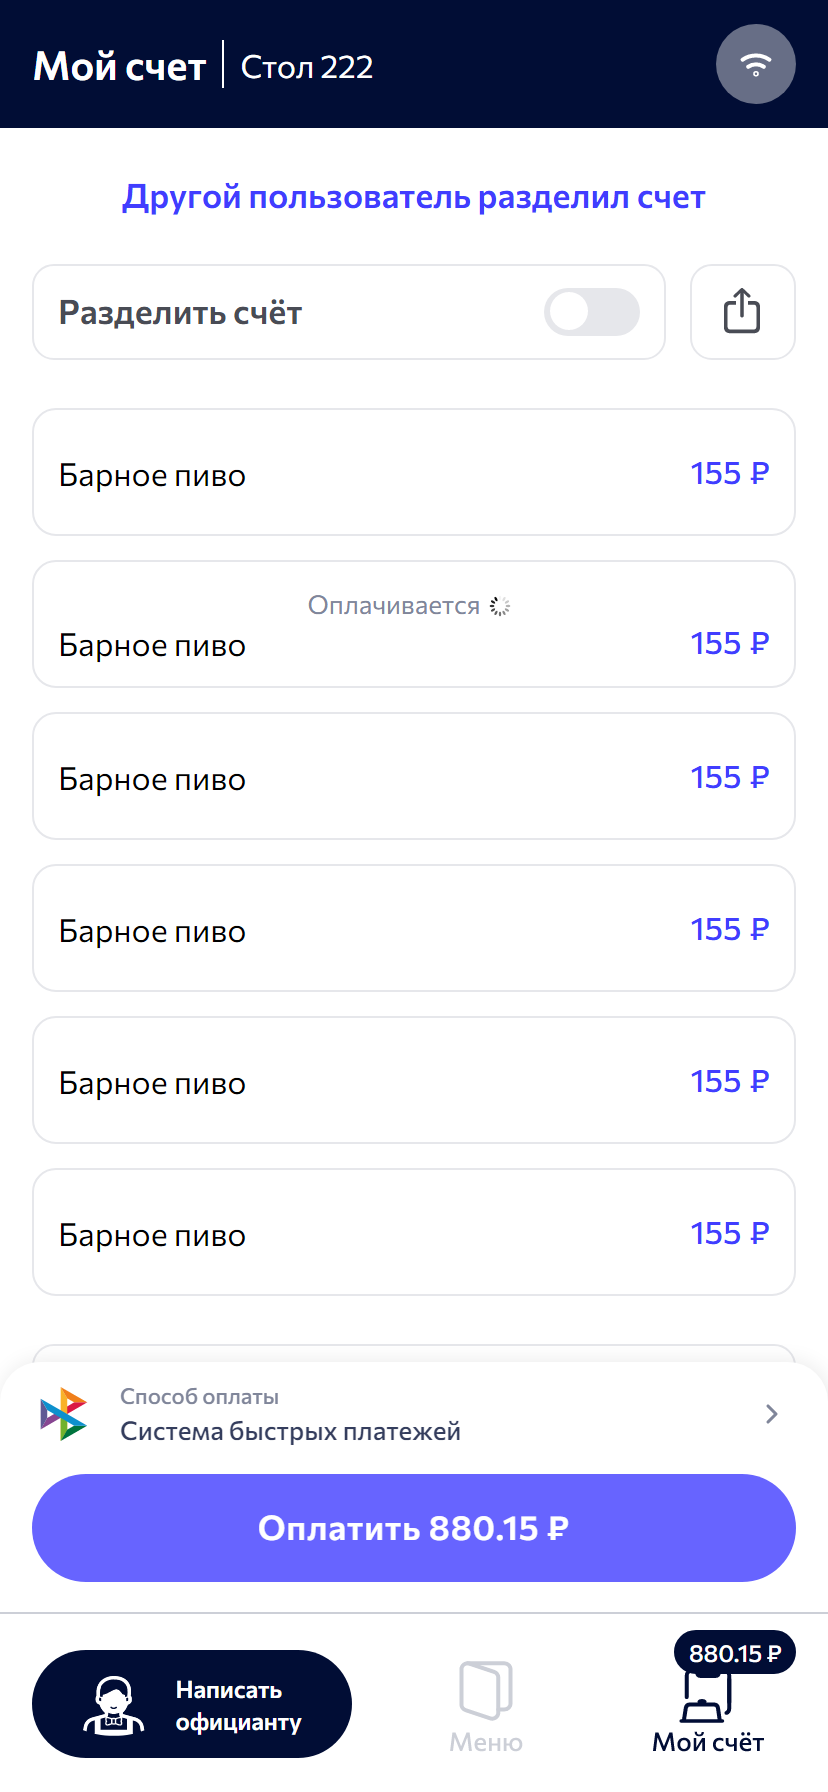 Мой счет
Стол 222
Другой пользователь разделил счет
Разделить счёт
Барное пиво 155 ₽
Оплачивается
Барное пиво 155 ₽
Барное пиво 155 ₽
Барное пиво 155 ₽
Барное пиво 155 ₽
Барное пиво 155 ₽
Способ оплаты
Система быстрых платежей
Оплатить 880.15 ₽
Написать
официанту
Меню
880.15 ₽
Мой счёт